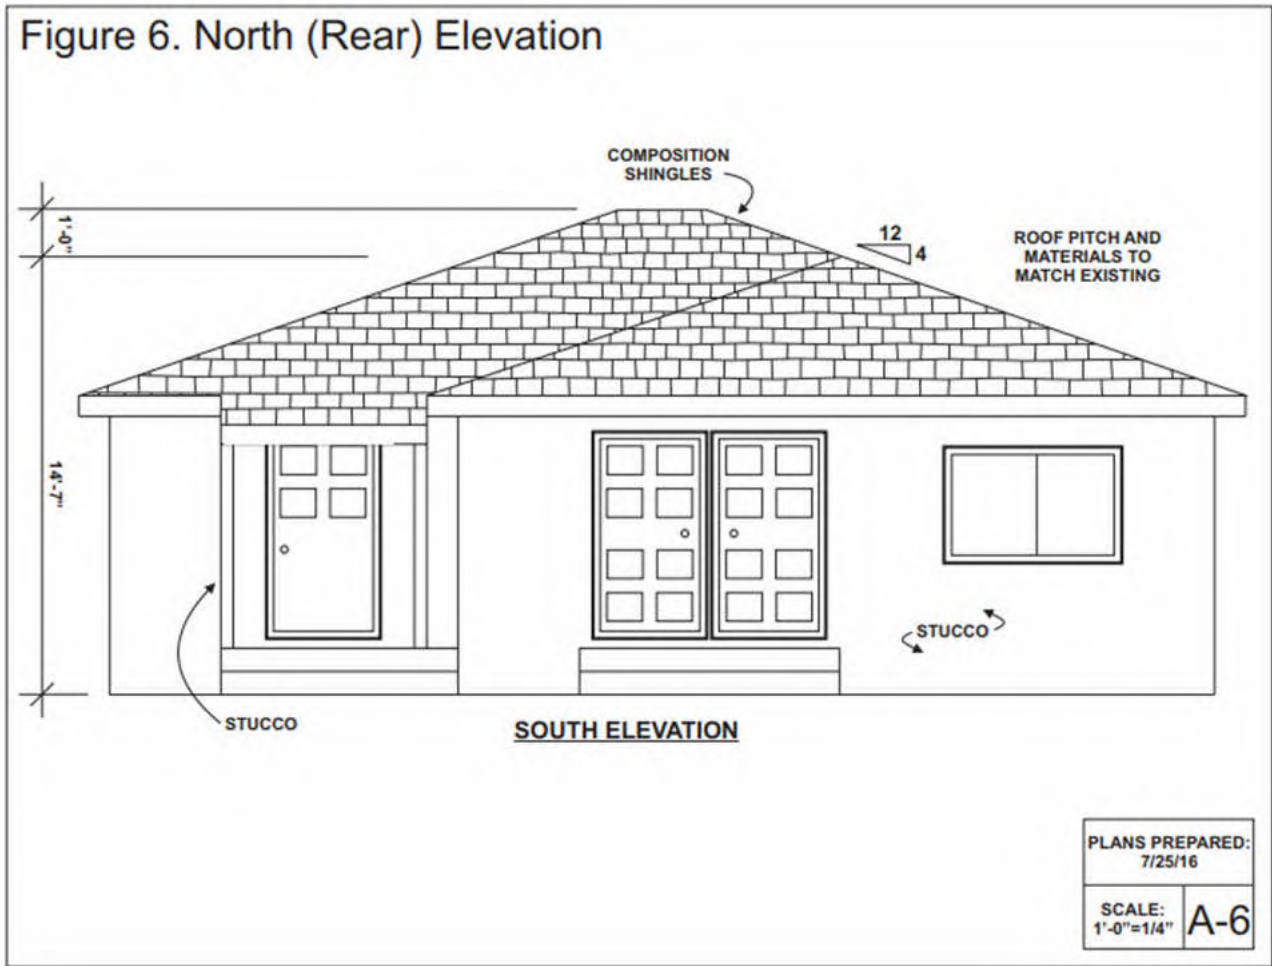 Figure 6. North (Rear) Elevation
COMPOSITION
SHINGLES
1'-0"
12
4
ROOF PITCH AND
MATERIALS TO
MATCH EXISTING
14'-7"
STUCCO
STUCCO
SOUTH ELEVATION
PLANS PREPARED:
7/25/16
SCALE:
1'-0"=1/4"
A-6